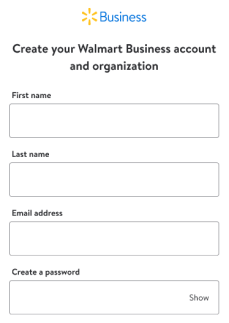 Business
Create your Walmart Business account
and organization
First name
Last name
Email address
Create a password
Show